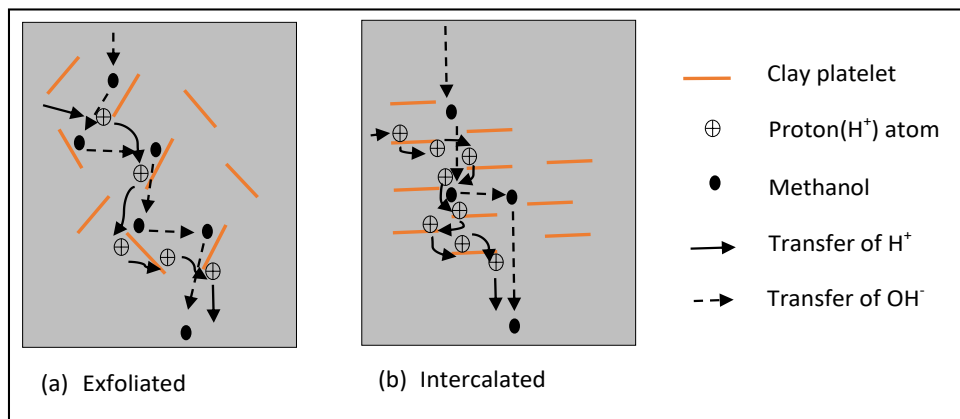 Clay platelet
Proton(H⁺) atom
Methanol
Transfer of H⁺
Transfer of OH⁻
(a) Exfoliated
(b) Intercalated